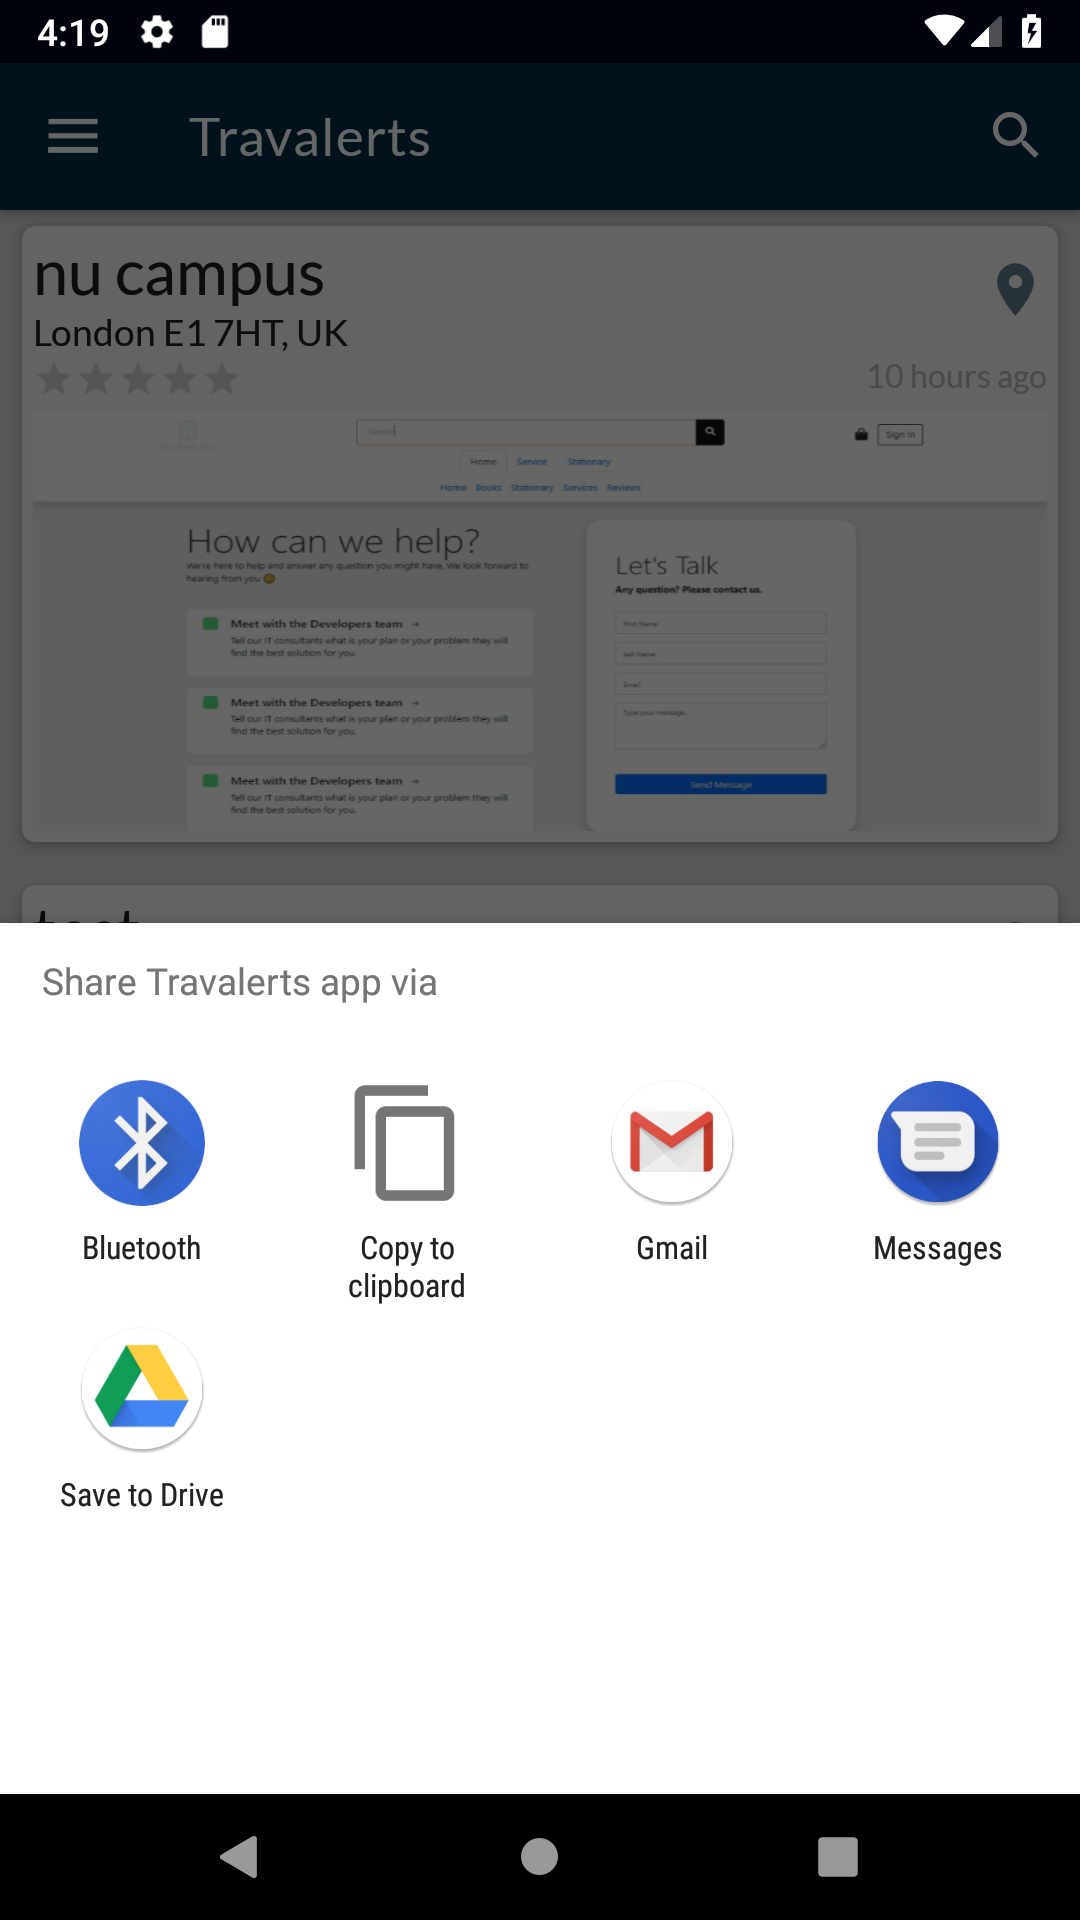 4:19
Travalerts
nu campus
London E1 7HT, UK
10 hours ago
Search
Sign In
Home Service Stationary
Home Books Stationary Services Reviews
How can we help?
We're here to help and answer any question you might have, We look forward to
hearing from you
Let's Talk
Any question? Please contact us.
First Name
last Name
Email
Type your message...
Send Message
Meet with the Developers team →
Tell our IT consultants what is your plan or your problem they will
find the best solution for you.
Meet with the Developers team →
Tell our IT consultants what is your plan or your problem they will
find the best solution for you.
Meet with the Developers team →
Tell our IT consultants what is your plan or your problem they will
find the best solution for you.
Share Travalerts app via
Bluetooth
Copy to
clipboard
Gmail
Messages
Save to Drive